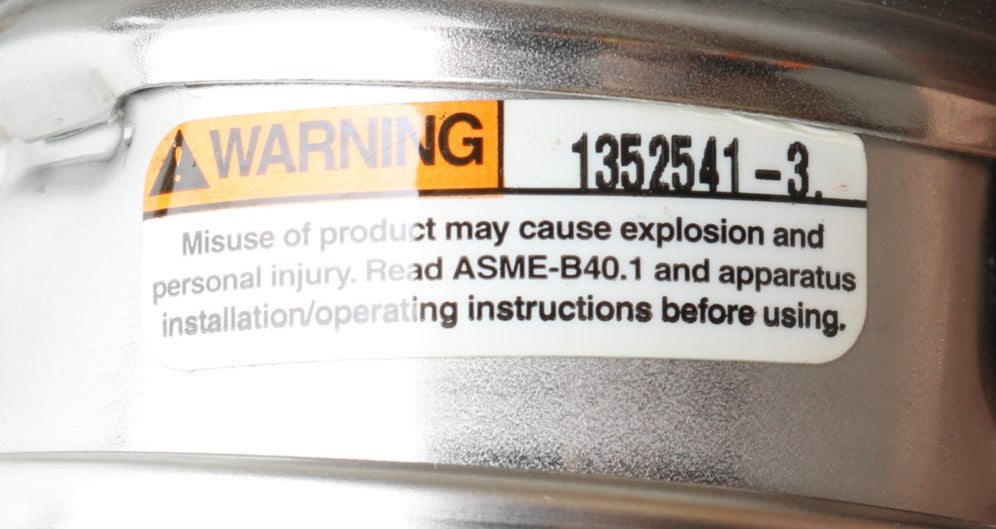 WARNING 1352541-3.
Misuse of product may cause explosion and
personal injury. Read ASME-B40.1 and apparatus
installation/operating instructions before using.